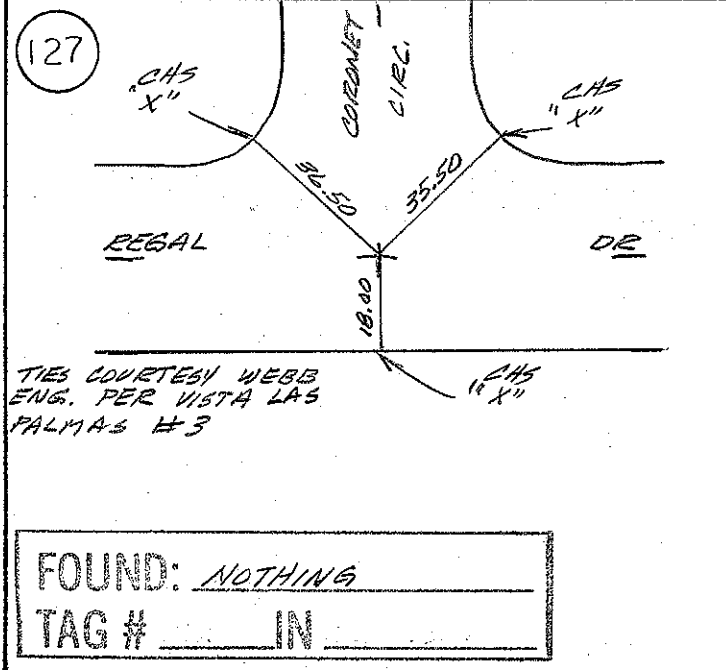 127
CORONET
CIRC.
"CHS
X"
"CHS
X"
36.50
35.50
REGAL
DR
18.00
"CHS
X"
TIES COURTESY WEBB
ENG. PER VISTA LAS
PALMAS #3
FOUND: NOTHING
TAG # IN